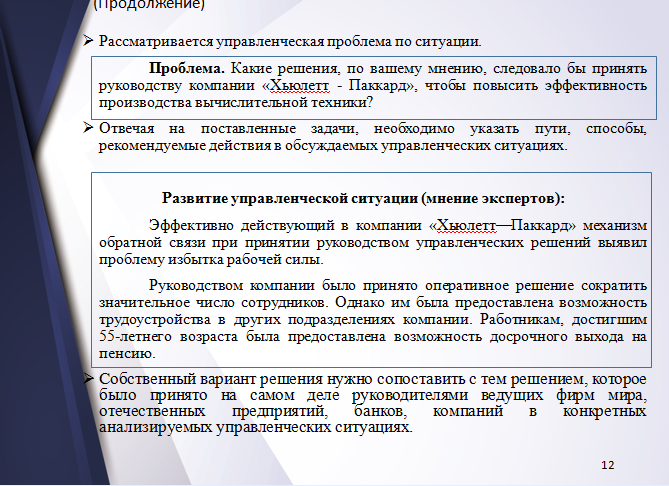 (Продолжение)
➢ Рассматривается управленческая проблема по ситуации.
Проблема. Какие решения, по вашему мнению, следовало бы принять
руководству компании «Хьюлетт - Паккард», чтобы повысить эффективность
производства вычислительной техники?
➢ Отвечая на поставленные задачи, необходимо указать пути, способы,
рекомендуемые действия в обсуждаемых управленческих ситуациях.
Развитие управленческой ситуации (мнение экспертов):
Эффективно действующий в компании «Хьюлетт—Паккард» механизм
обратной связи при принятии руководством управленческих решений выявил
проблему избытка рабочей силы.
Руководством компании было принято оперативное решение сократить
значительное число сотрудников. Однако им была предоставлена возможность
трудоустройства в других подразделениях компании. Работникам, достигшим
55-летнего возраста была предоставлена возможность досрочного выхода на
пенсию.
➢ Собственный вариант решения нужно сопоставить с тем решением, которое
было принято на самом деле руководителями ведущих фирм мира,
отечественных предприятий, банков, компаний в конкретных
анализируемых управленческих ситуациях.
12